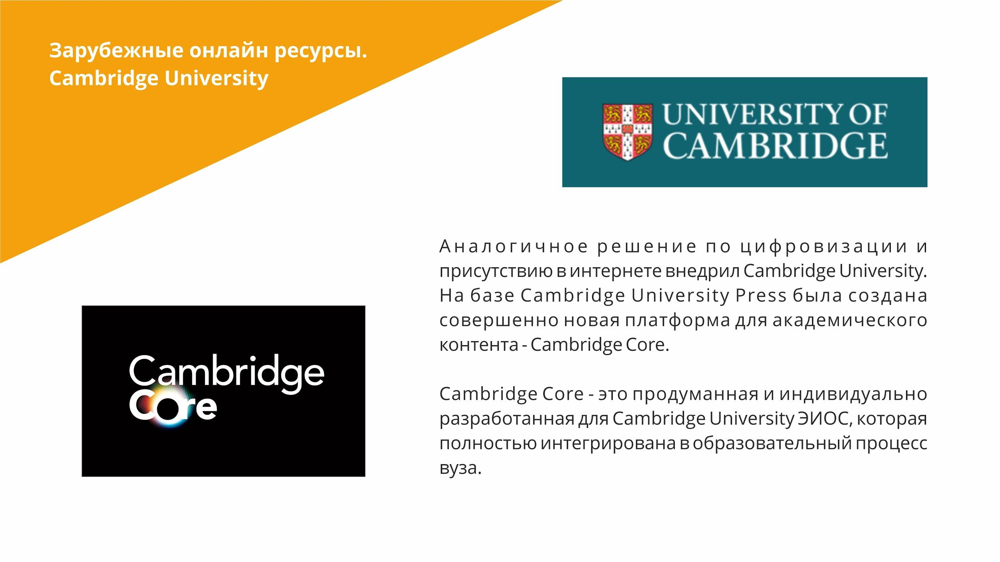 Зарубежные онлайн ресурсы.
Cambridge University
UNIVERSITY OF
CAMBRIDGE
Аналогичное решение по цифровизации и
присутствию в интернете внедрил Cambridge University.
На базе Cambridge University Press была создана
совершенно новая платформа для академического
контента - Cambridge Core.
Cambridge Core - это продуманная и индивидуально
разработанная для Cambridge University ЭИОС, которая
полностью интегрирована в образовательный процесс
вуза.
Cambridge
Core